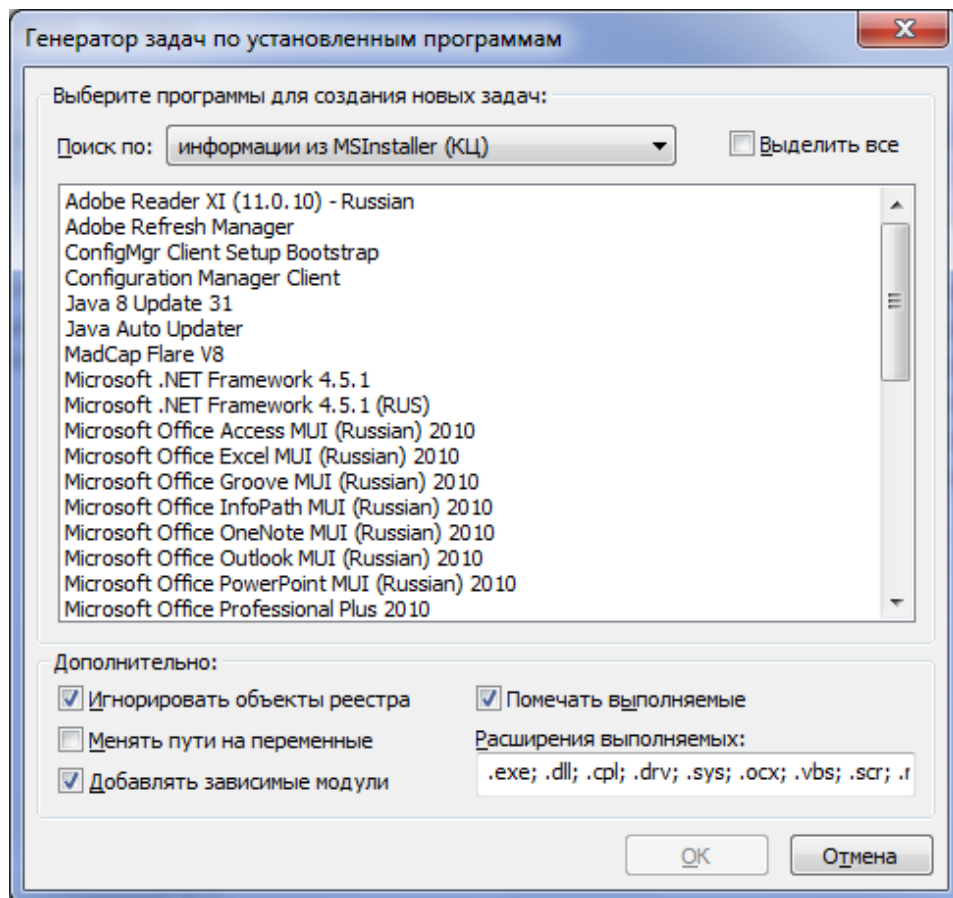 Генератор задач по установленным программам
Выберите программы для создания новых задач:
Поиск по: информации из MSInstaller (КЦ) Выделить все
Adobe Reader XI (11.0.10) - Russian
Adobe Refresh Manager
ConfigMgr Client Setup Bootstrap
Configuration Manager Client
Java 8 Update 31
Java Auto Updater
MadCap Flare V8
Microsoft .NET Framework 4.5.1
Microsoft .NET Framework 4.5.1 (RUS)
Microsoft Office Access MUI (Russian) 2010
Microsoft Office Excel MUI (Russian) 2010
Microsoft Office Groove MUI (Russian) 2010
Microsoft Office InfoPath MUI (Russian) 2010
Microsoft Office OneNote MUI (Russian) 2010
Microsoft Office Outlook MUI (Russian) 2010
Microsoft Office PowerPoint MUI (Russian) 2010
Microsoft Office Professional Plus 2010
Дополнительно:
Игнорировать объекты реестра Помечать выполняемые
Менять пути на переменные Расширения выполняемых:
Добавлять зависимые модули .exe; .dll; .cpl; .drv; .sys; .ocx; .vbs; .scr;
OK Отмена